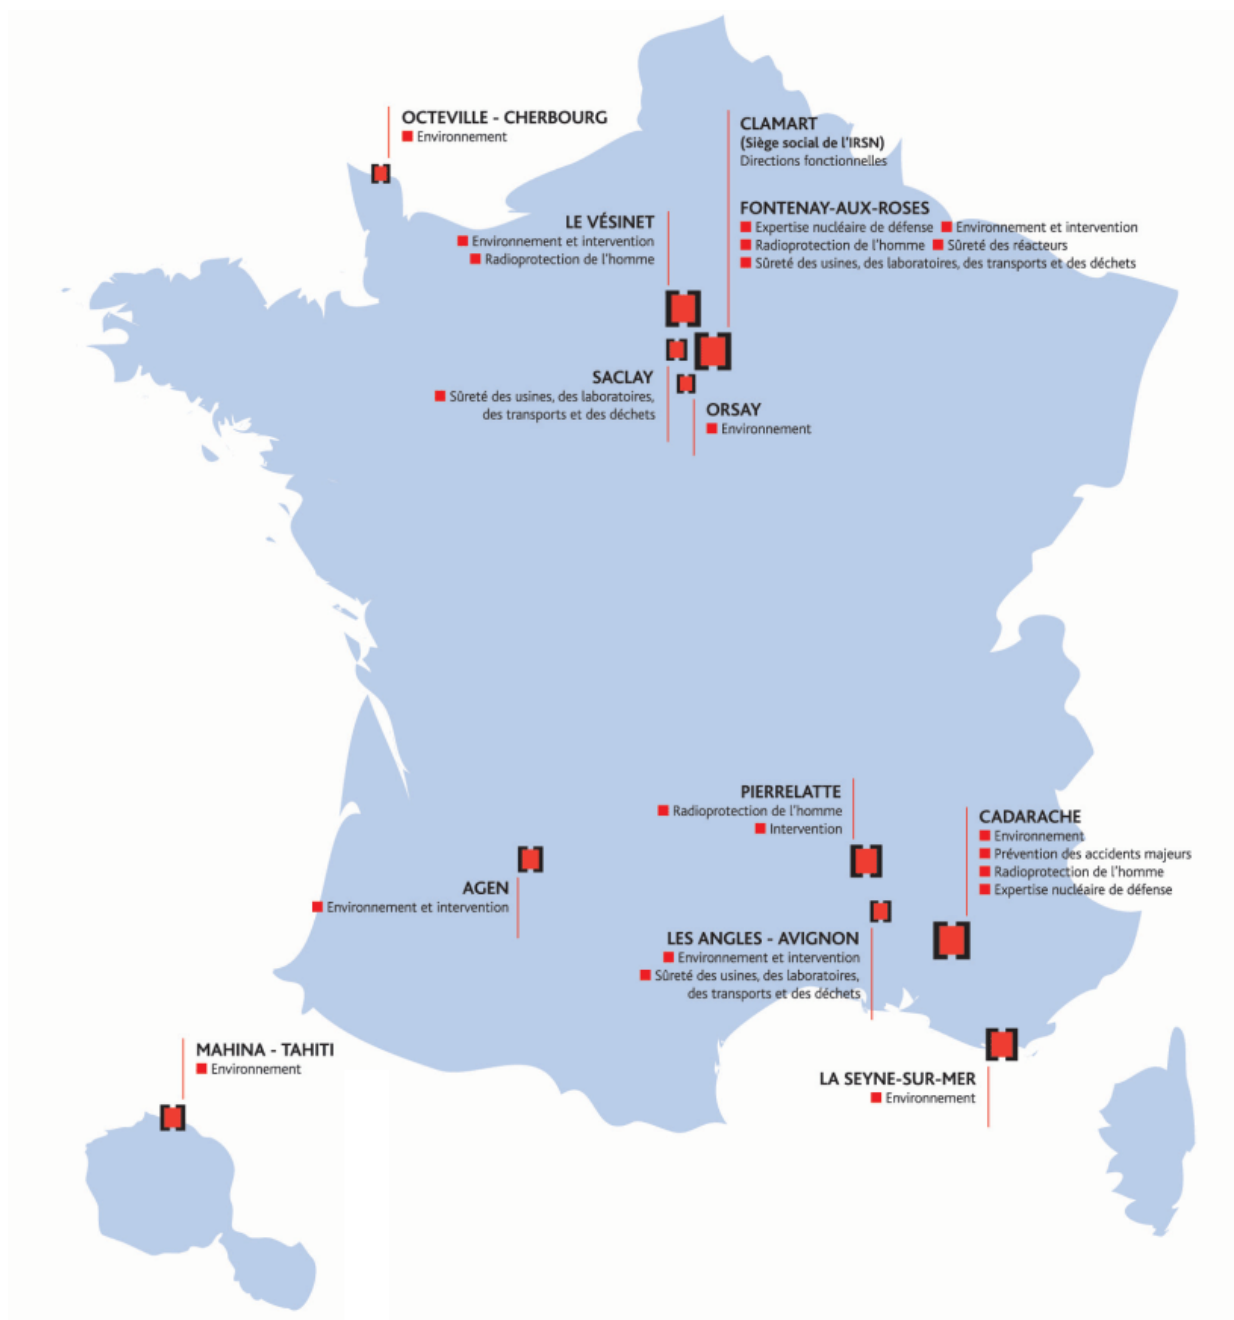 OCTEVILLE - CHERBOURG
Environnement
CLAMART
(Siège social de l'IRSN)
Directions fonctionnelles
LE VÉSINET
Environnement et intervention
Radioprotection de l'homme
FONTENAY-AUX-ROSES
Expertise nucléaire de défense Environnement et intervention
Radioprotection de l'homme Sûreté des réacteurs
Sûreté des usines, des laboratoires, des transports et des déchets
SACLAY
Sûreté des usines, des laboratoires,
des transports et des déchets
ORSAY
Environnement
PIERRELATTE
Radioprotection de l'homme
Intervention
CADARACHE
Environnement
Prévention des accidents majeurs
Radioprotection de l'homme
Expertise nucléaire de défense
AGEN
Environnement et intervention
LES ANGLES - AVIGNON
Environnement et intervention
Sûreté des usines, des laboratoires,
des transports et des déchets
MAHINA - TAHITI
Environnement
LA SEYNE-SUR-MER
Environnement